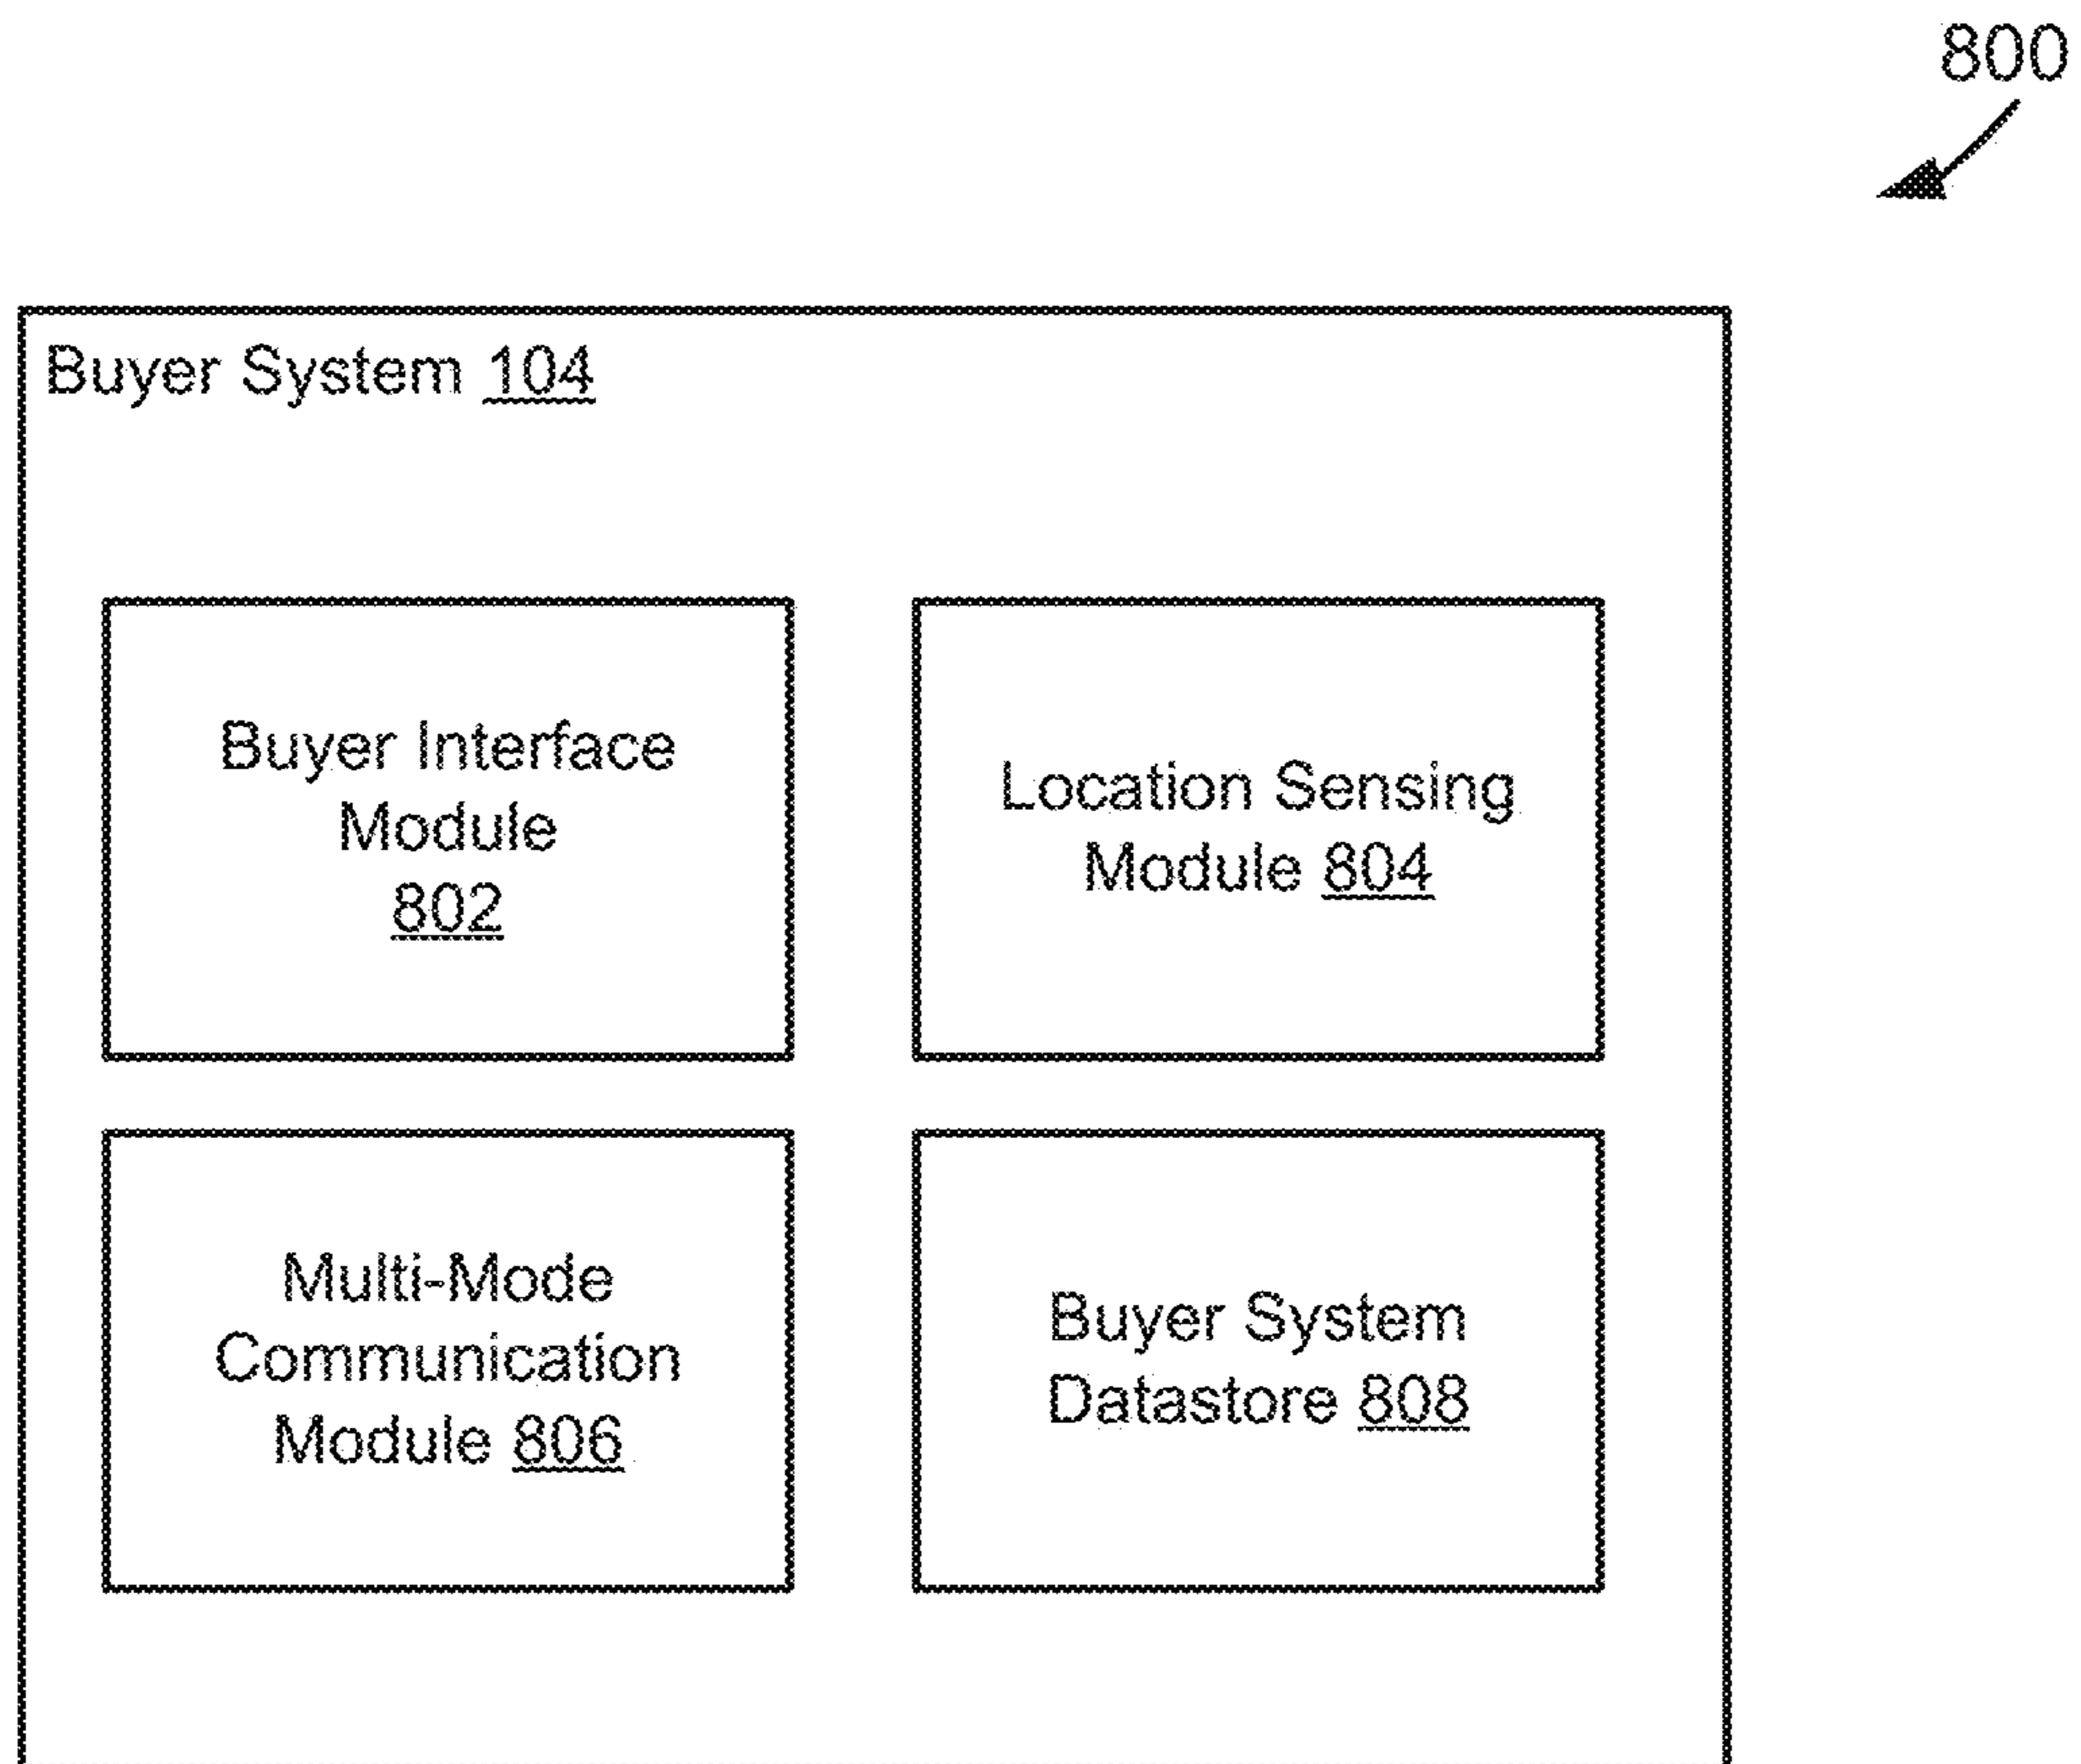 800
Buyer System 104
Buyer Interface
Module
802
Location Sensing
Module 804
Multi-Mode
Communication
Module 806
Buyer System
Datastore 808